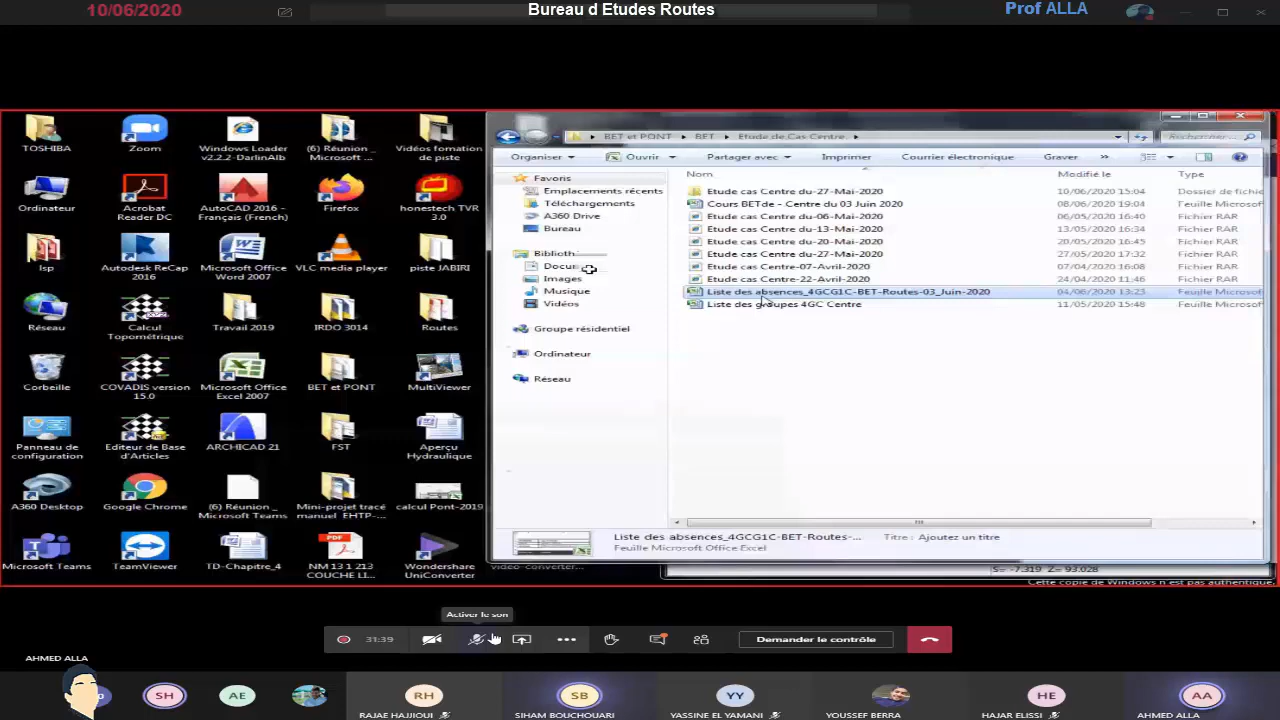 10/06/2020
Bureau d Etudes Routes
Prof ALLA
TOSHIBA
Zoom
Windows Loader
v2.2.2-DarlinAlb
(6) Réunion _
Microsoft ...
Vidéos fomation
de piste
Ordinateur
Acrobat
Reader DC
AutoCAD 2016 -
Français (French)
Firefox
honestech TVR
3.0
lsp
Autodesk ReCap
2016
Microsoft Office
Word 2007
VLC media player
piste JABIRI
Réseau
Calcul
Topométrique
Travail 2019
IRDO 3014
Routes
Corbeille
COVADIS version
15.0
Microsoft Office
Excel 2007
BET et PONT
MultiViewer
Panneau de
configuration
Editeur de Base
d'Articles
ARCHICAD 21
FST
Aperçu
Hydraulique
A360 Desktop
Google Chrome
(6) Réunion _
Microsoft Teams
Mini-projet tracé
manuel EHTP-...
calcul Pont-2019
Microsoft Teams
TeamViewer
TD-Chapitre_4
NM 13 1 213
COUCHE LI...
Wondershare
UniConverter
video-converter...
BET et PONT
BET
Etude de Cas Centre
Rechercher...
Organiser
Ouvrir
Partager avec
Imprimer
Courrier électronique
Graver
»
Favoris
Emplacements récents
Téléchargements
A360 Drive
Bureau
Biblioth
Docu
Images
Musique
Vidéos
Groupe résidentiel
Ordinateur
Réseau
Nom
Modifié le
Type
Etude cas Centre du-27-Mai-2020
10/06/2020 15:04
Dossier de fichie
Cours BETde - Centre du 03 Juin 2020
08/06/2020 19:04
Feuille Microsof
Etude cas Centre du-06-Mai-2020
06/05/2020 16:40
Fichier RAR
Etude cas Centre du-13-Mai-2020
13/05/2020 16:34
Fichier RAR
Etude cas Centre du-20-Mai-2020
20/05/2020 16:45
Fichier RAR
Etude cas Centre du-27-Mai-2020
27/05/2020 17:32
Fichier RAR
Etude cas Centre-07-Avril-2020
07/04/2020 16:08
Fichier RAR
Etude cas Centre-22-Avril-2020
Fichier RAR
Liste des absences_4GCG1C-BET-Routes-03_Juin-2020
04/06/2020 13:23
Feuille Microsof
Liste des groupes 4GC Centre
11/05/2020 15:48
Feuille Microsof
Liste des absences_4GCG1C-BET-Routes-...
Titre : Ajoutez un titre
Feuille Microsoft Office Excel
S= -7.319 Z= 93.028
Cette copie de Windows n'est pas authentique
Activer le son
31:39
Demander le contrôle
AHMED ALLA
SH
AE
RH
SB
YY
HE
AA
RAJAE HAJJIOUI
SIHAM BOUCHOUARI
YASSINE EL YAMANI
YOUSSEF BERRA
HAJAR ELISSI
AHMED ALLA